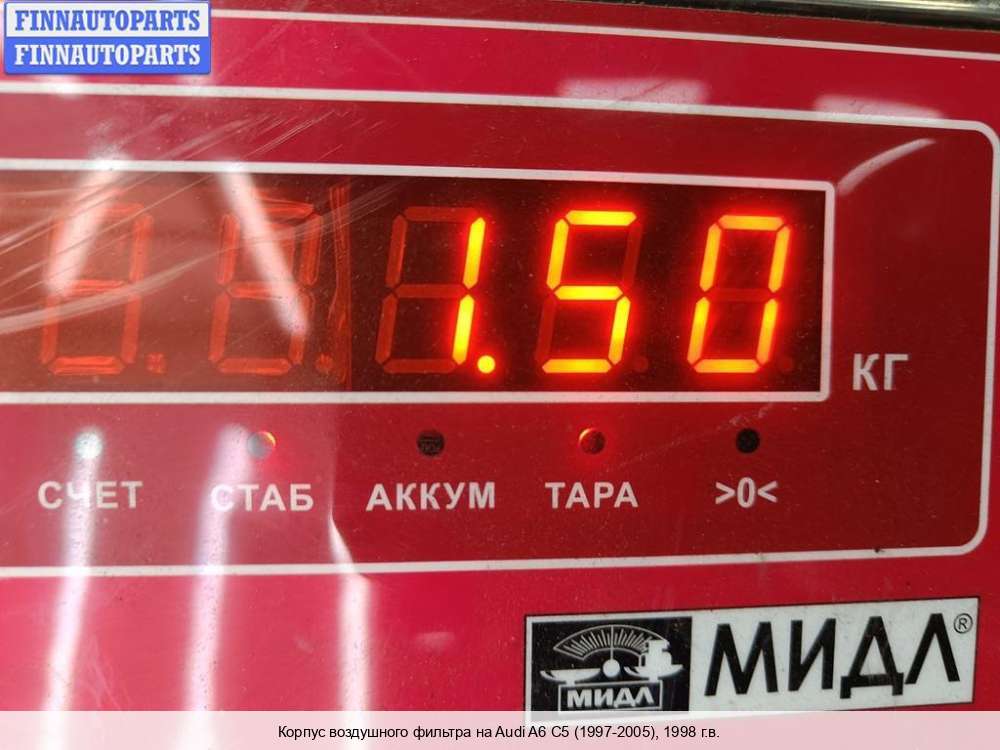 FINNAUTOPARTS
FINNAUTOPARTS
1.50
КГ
СЧЕТ СТАБ АККУМ ТАРА >0<
МИДЛ МИДЛ®
Корпус воздушного фильтра на Audi A6 C5 (1997-2005), 1998 г.в.